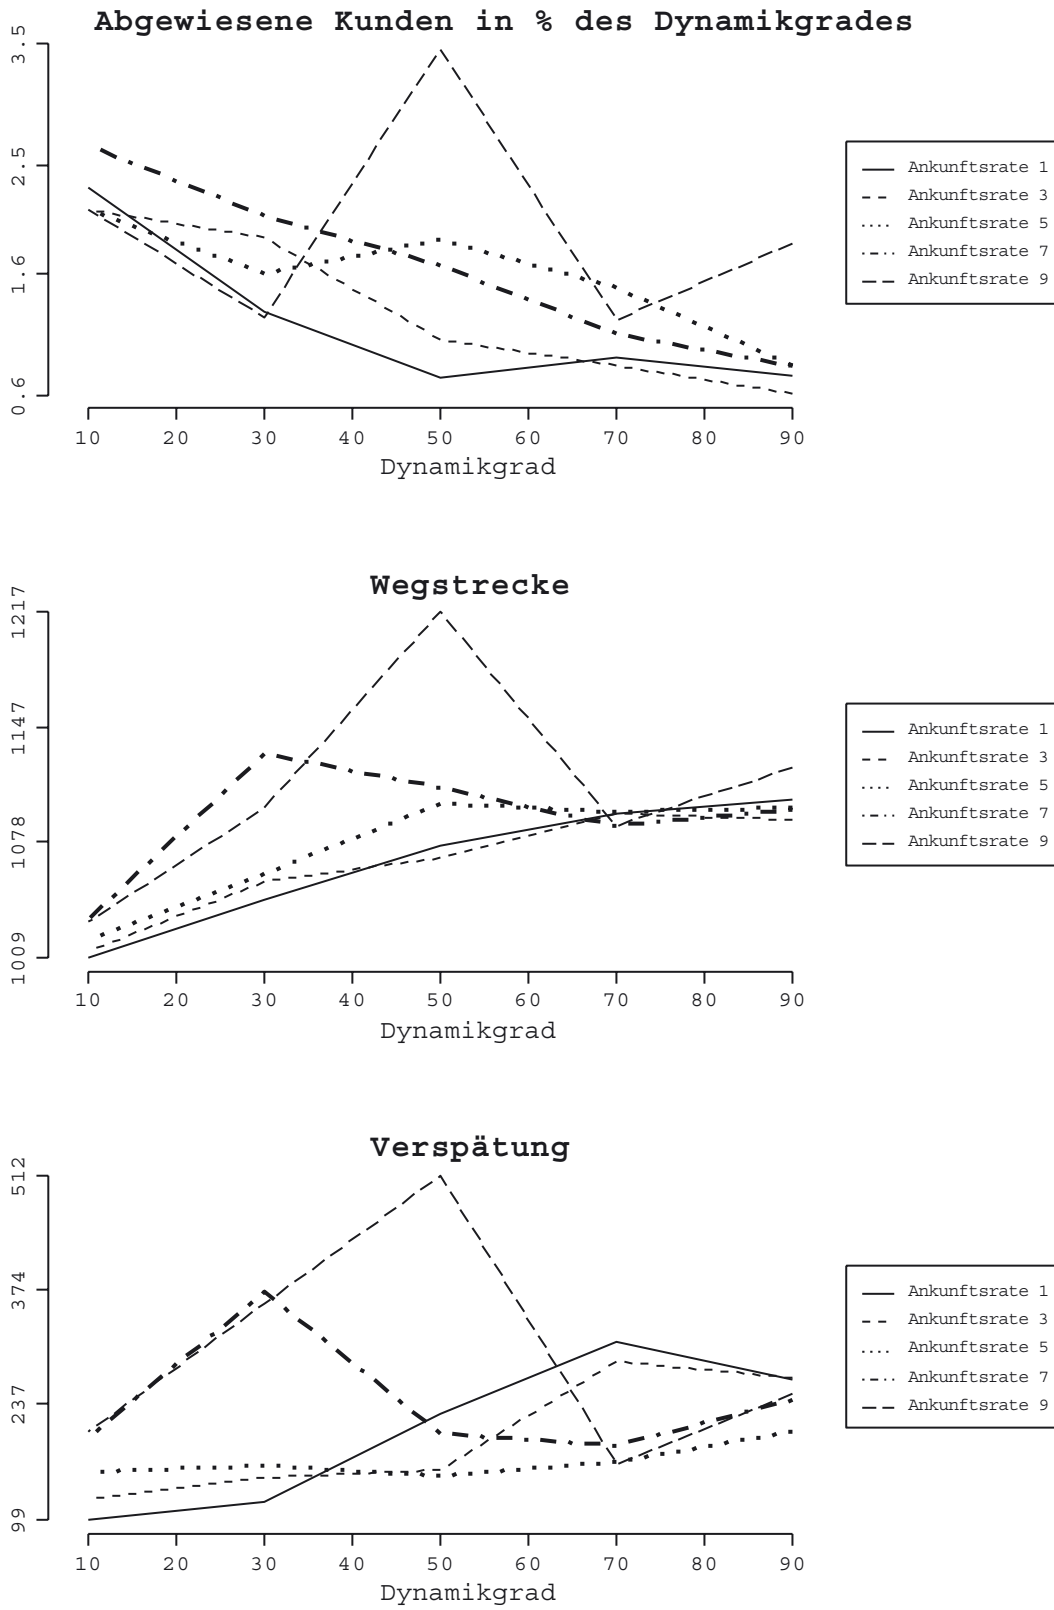 Abgewiesene Kunden in % des Dynamikgrades
3.5
2.5
1.6
0.6
10 20 30 40 50 60 70 80 90
Dynamikgrad
Ankunftsrate 1
Ankunftsrate 3
Ankunftsrate 5
Ankunftsrate 7
Ankunftsrate 9
Wegstrecke
1217
1147
1078
1009
10 20 30 40 50 60 70 80 90
Dynamikgrad
Ankunftsrate 1
Ankunftsrate 3
Ankunftsrate 5
Ankunftsrate 7
Ankunftsrate 9
Verspätung
512
374
237
99
10 20 30 40 50 60 70 80 90
Dynamikgrad
Ankunftsrate 1
Ankunftsrate 3
Ankunftsrate 5
Ankunftsrate 7
Ankunftsrate 9